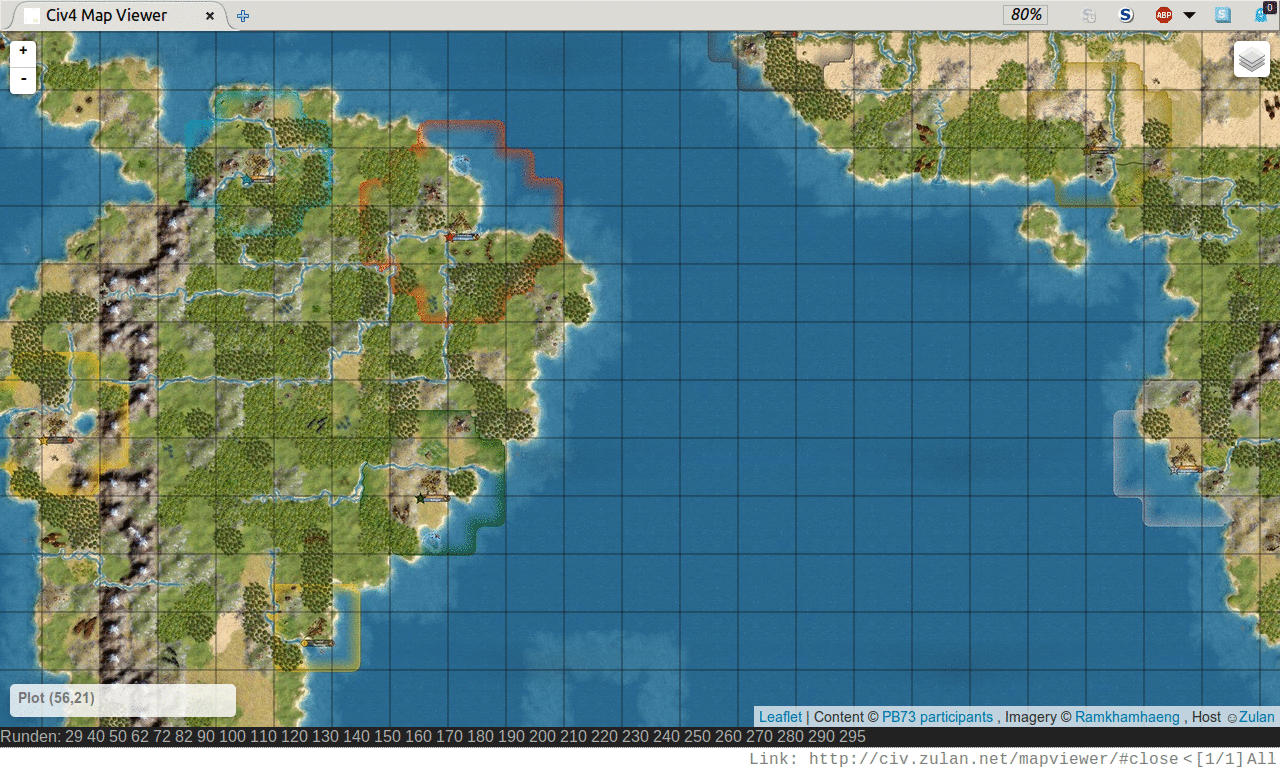 Civ4 Map Viewer
80%
ABP
0
+
-
Plot (56,21)
Leaflet | Content © PB73 participants , Imagery © Ramkhamhaeng , Host ☺Zulan
Runden: 29 40 50 62 72 82 90 100 110 120 130 140 150 160 170 180 190 200 210 220 230 240 250 260 270 280 290 295
Link: http://civ.zulan.net/mapviewer/#close<[1/1]All